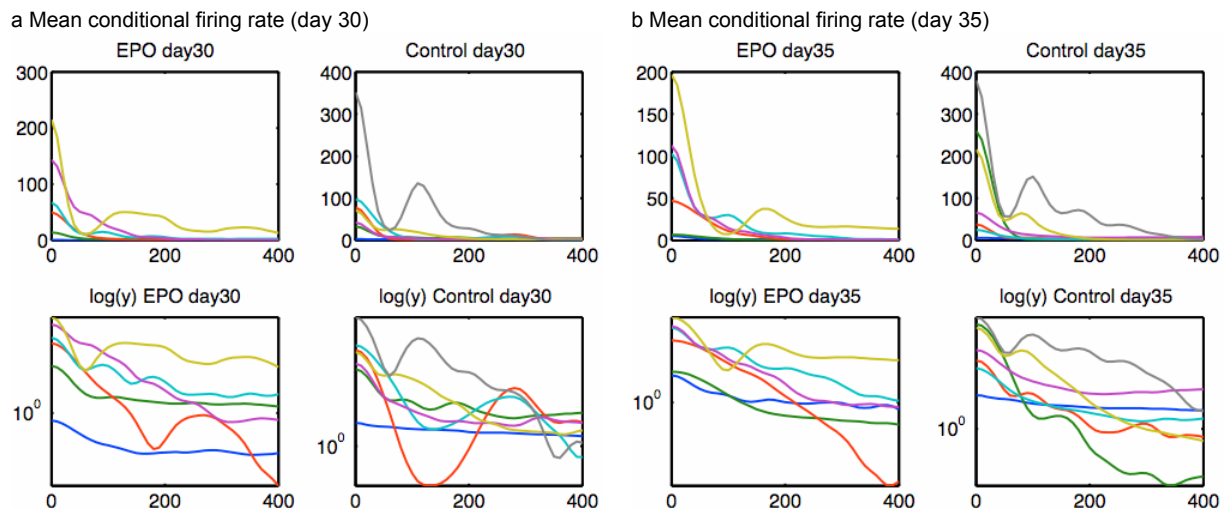 a Mean conditional firing rate (day 30)
b Mean conditional firing rate (day 35)
EPO day30
Control day30
EPO day35
Control day35
300
200
100
0
0 200 400
400
300
200
100
0
0 200 400
200
150
100
50
0
0 200 400
400
300
200
100
0
0 200 400
log(y) EPO day30
log(y) Control day30
log(y) EPO day35
log(y) Control day35
10⁰
0 200 400
10⁰
0 200 400
10⁰
0 200 400
10⁰
0 200 400